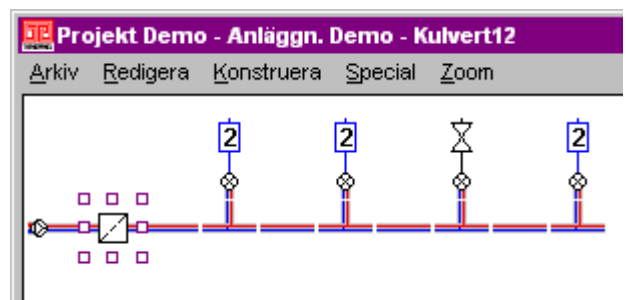 Projekt Demo - Anläggn. Demo - Kulvert12
Arkiv Redigera Konstruera Special Zoom
2 2 2